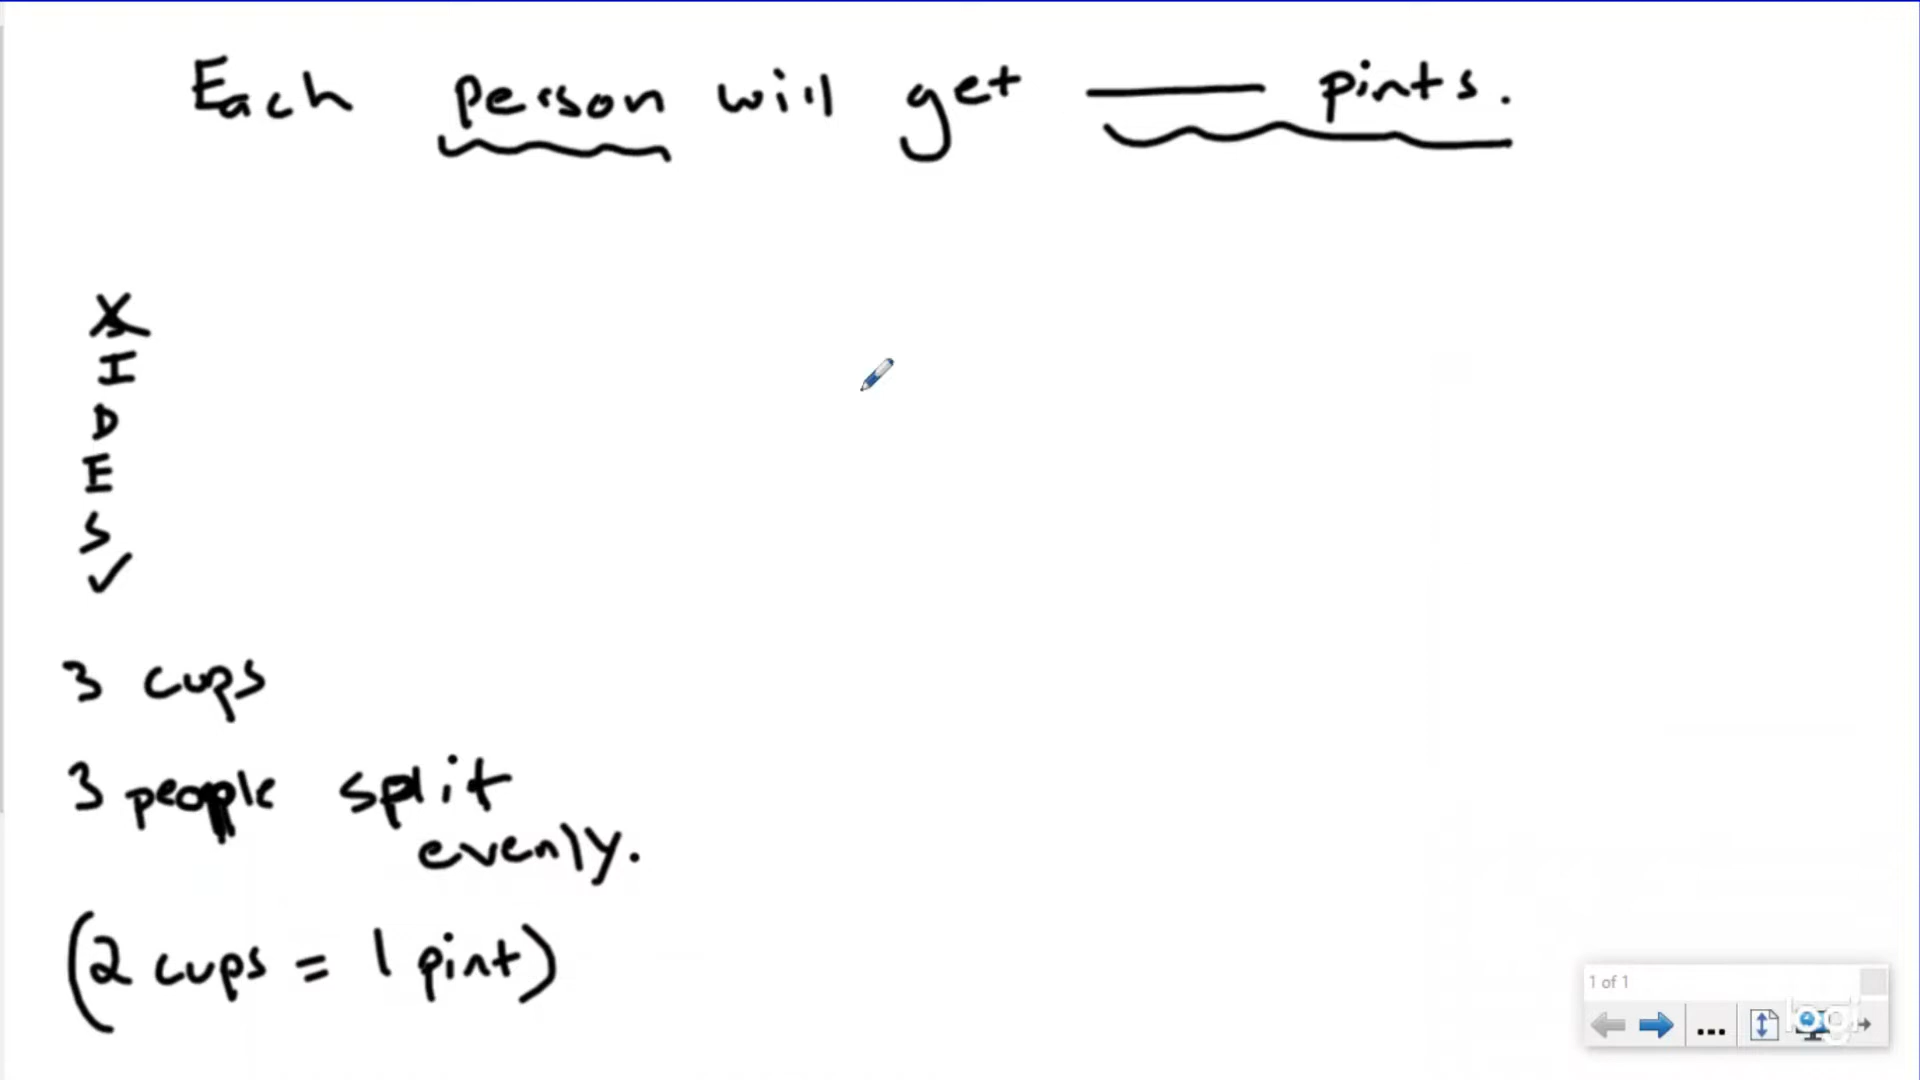 Each person will get ____ pints.
X
I
D
E
S
✓
3 cups
3 people split
evenly.
(2 cups = 1 pint)
1 of 1
...
logi